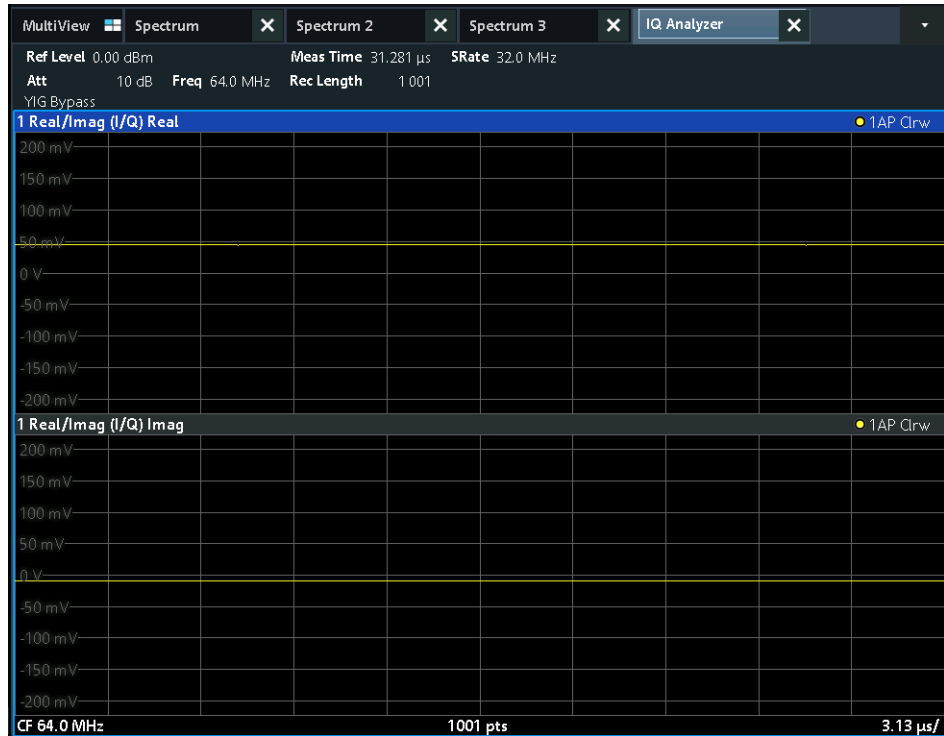 MultiView Spectrum Spectrum 2 Spectrum 3 IQ Analyzer
Ref Level 0.00 dBm Meas Time 31.281 µs SRate 32.0 MHz
Att 10 dB Freq 64.0 MHz Rec Length 1001
YIG Bypass
1 Real/Imag (I/Q) Real 1AP Clrw
200 mV
150 mV
100 mV
50 mV
0 V
-50 mV
-100 mV
-150 mV
-200 mV
1 Real/Imag (I/Q) Imag 1AP Clrw
200 mV
150 mV
100 mV
50 mV
0 V
-50 mV
-100 mV
-150 mV
-200 mV
CF 64.0 MHz 1001 pts 3.13 µs/